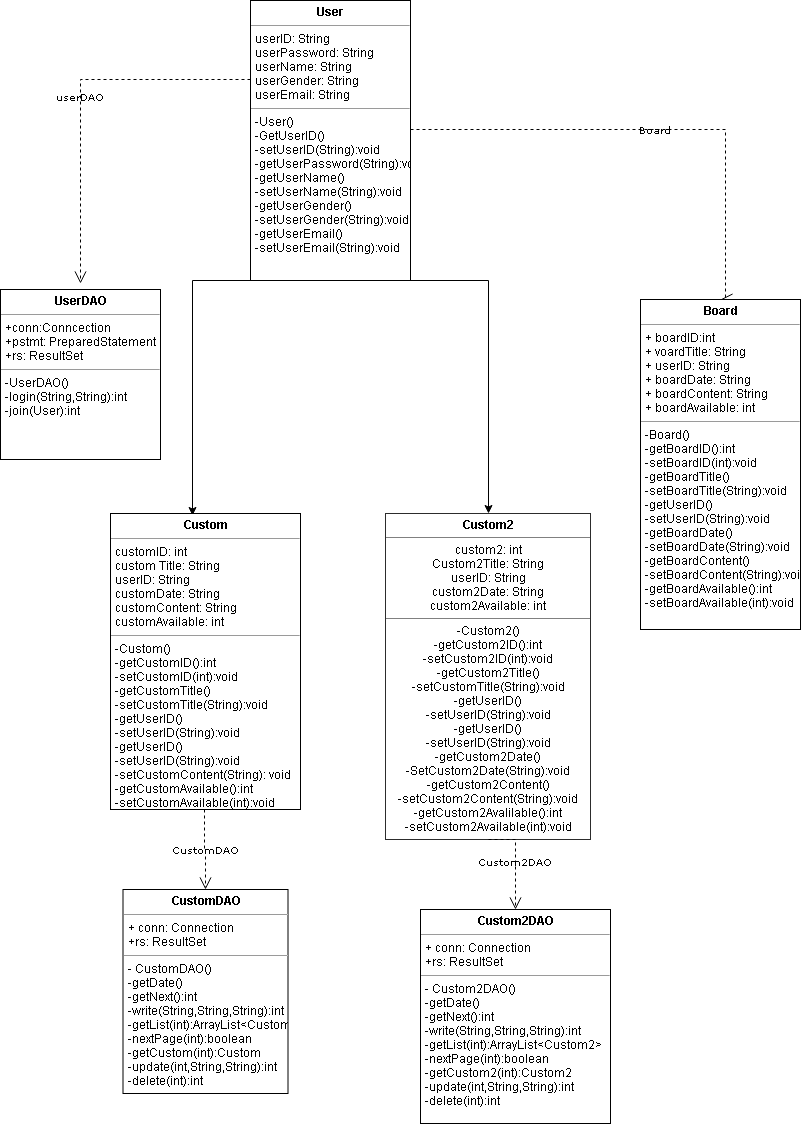 User
userID: String
userPassword: String
userName: String
userGender: String
userEmail: String
-User()
-GetUserID()
-setUserID(String):void
-getUserPassword(String):vo
-getUserName()
-setUserName(String):void
-getUserGender()
-setUserGender(String):void
-getUserEmail()
-setUserEmail(String):void
userDAO
Board
UserDAO
+conn:Conncection
+pstmt: PreparedStatement
+rs: ResultSet
-UserDAO()
-login(String,String):int
-join(User):int
Board
+ boardID:int
+ voardTitle: String
+ userID: String
+ boardDate: String
+ boardContent: String
+ boardAvailable: int
-Board()
-getBoardID():int
-setBoardID(int):void
-getBoardTitle()
-setBoardTitle(String):void
-getUserID()
-setUserID(String):void
-getBoardDate()
-setBoardDate(String):void
-getBoardContent()
-setBoardContent(String):voi
-getBoardAvailable():int
-setBoardAvailable(int):void
Custom
customID: int
custom Title: String
userID: String
customDate: String
customContent: String
customAvailable: int
-Custom()
-getCustomID():int
-setCustomID(int):void
-getCustomTitle()
-setCustomTitle(String):void
-getUserID()
-setUserID(String):void
-getUserID()
-setUserID(String):void
-setCustomContent(String): void
-getCustomAvailable():int
-setCustomAvailable(int):void
Custom2
custom2: int
Custom2Title: String
userID: String
custom2Date: String
custom2Available: int
-Custom2()
-getCustom2ID():int
-setCustom2ID(int):void
-getCustom2Title()
-setCustomTitle(String):void
-getUserID()
-setUserID(String):void
-getUserID()
-setUserID(String):void
-getCustom2Date()
-SetCustom2Date(String):void
-getCustom2Content()
-setCustom2Content(String):void
-getCustom2Avalilable():int
-setCustom2Available(int):void
CustomDAO
Custom2DAO
CustomDAO
+ conn: Connection
+rs: ResultSet
- CustomDAO()
-getDate()
-getNext():int
-write(String,String,String):int
-getList(int):ArrayList<Custom
-nextPage(int):boolean
-getCustom(int):Custom
-update(int,String,String):int
-delete(int):int
Custom2DAO
+ conn: Connection
+rs: ResultSet
- Custom2DAO()
-getDate()
-getNext():int
-write(String,String,String):int
-getList(int):ArrayList<Custom2>
-nextPage(int):boolean
-getCustom2(int):Custom2
-update(int,String,String):int
-delete(int):int